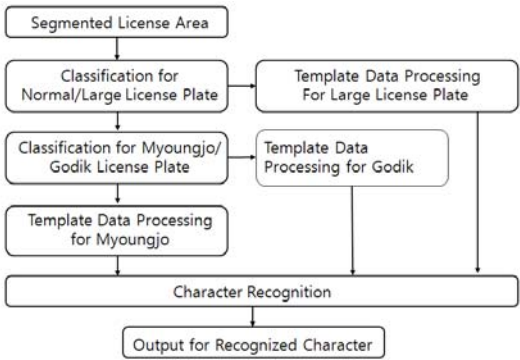 Segmented License Area
Classification for
Normal/Large License Plate
Template Data Processing
For Large License Plate
Classification for Myoungjo/
Godik License Plate
Template Data
Processing for Godik
Template Data Processing
for Myoungjo
Character Recognition
Output for Recognized Character